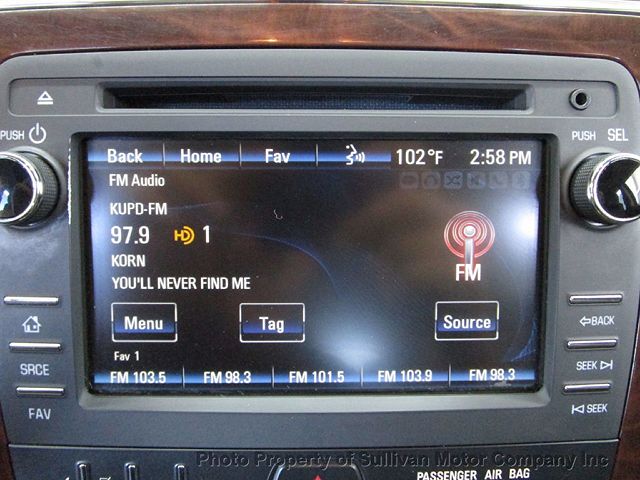 PUSH
PUSH SEL
Back Home Fav 102 °F 2:58 PM
FM Audio
KUPD-FM
97.9 HD 1
FM
KORN
YOU'LL NEVER FIND ME
Menu Tag Source
Fav 1
FM 103.5 FM 98.3 FM 101.5 FM 103.9 FM 98.3
BACK
SRCE
SEEK
FAV
SEEK
Photo Property of Sullivan Motor Company Inc
PASSENGER AIR BAG